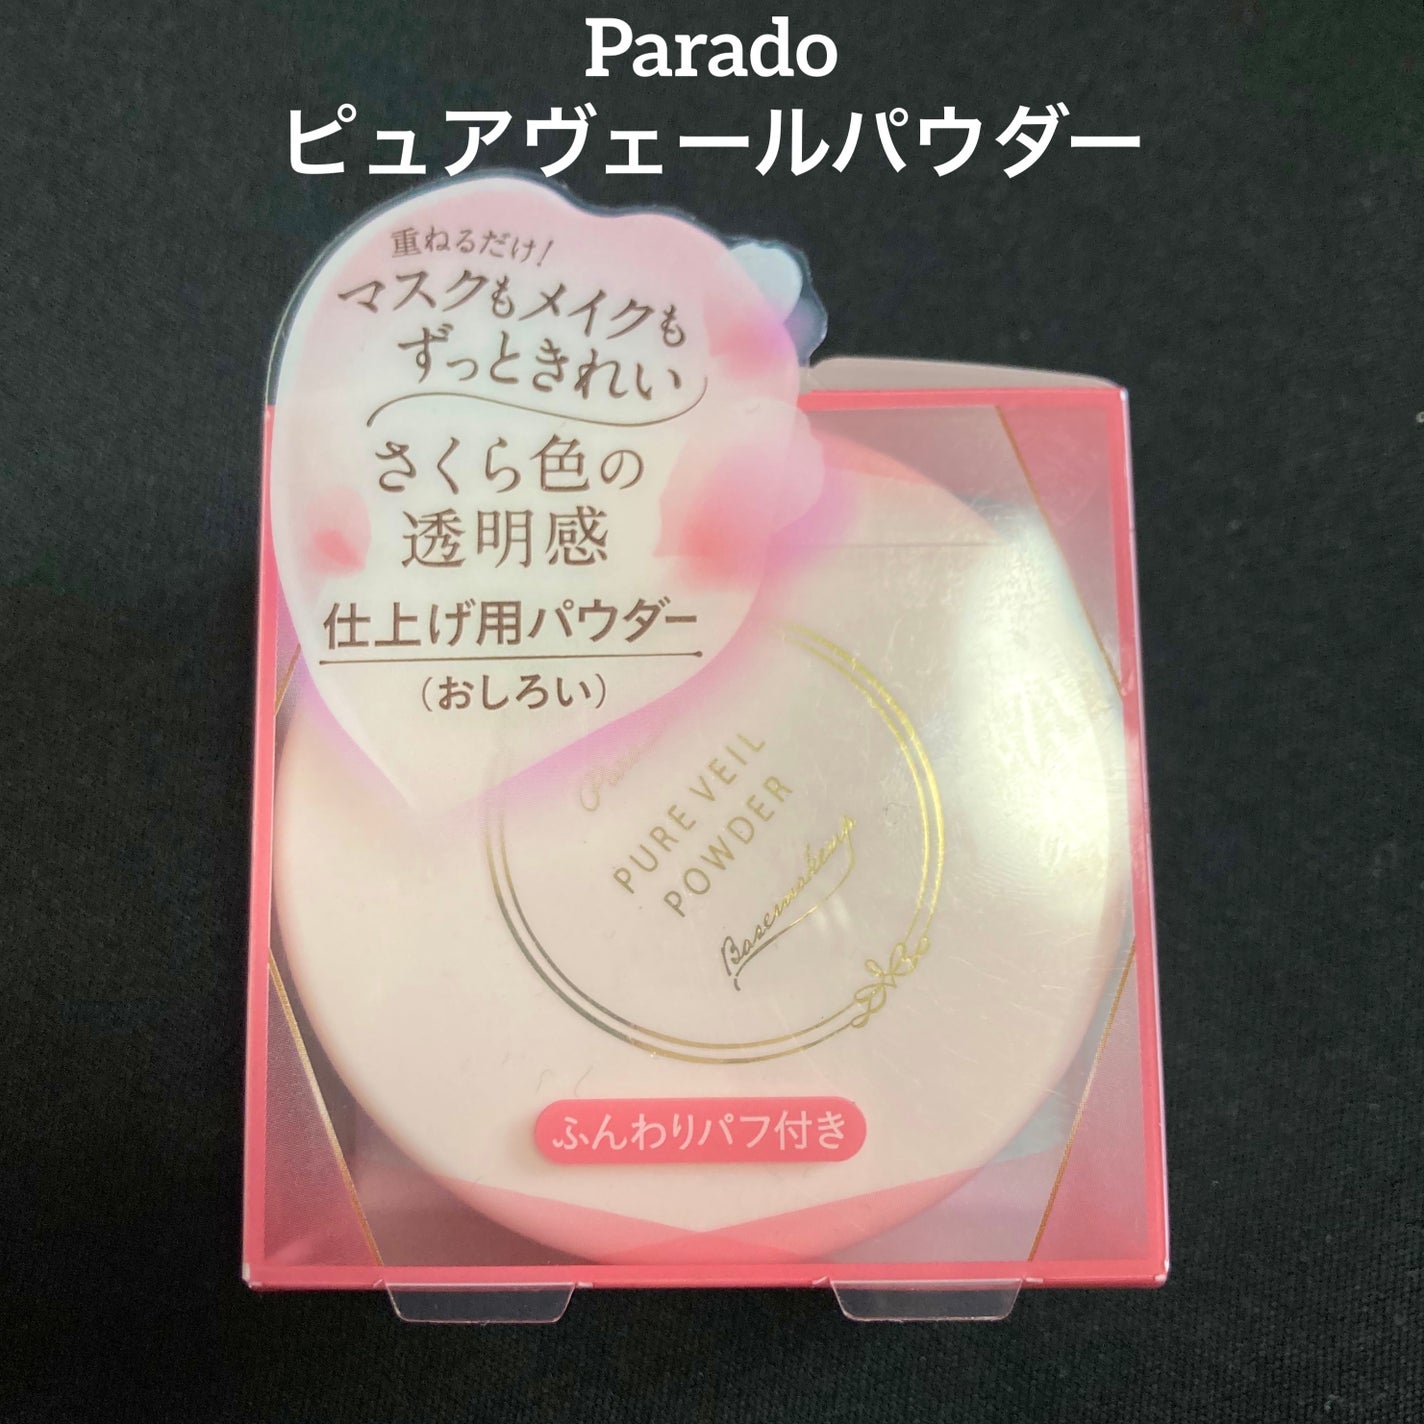 Parado
ピュアヴェールパウダー
重ねるだけ!
マスクもメイクも
ずっときれい
さくら色の
透明感
仕上げ用パウダー
(おしろい)
PURE VEIL
POWDER
Basemakeup
ふんわりパフ付き